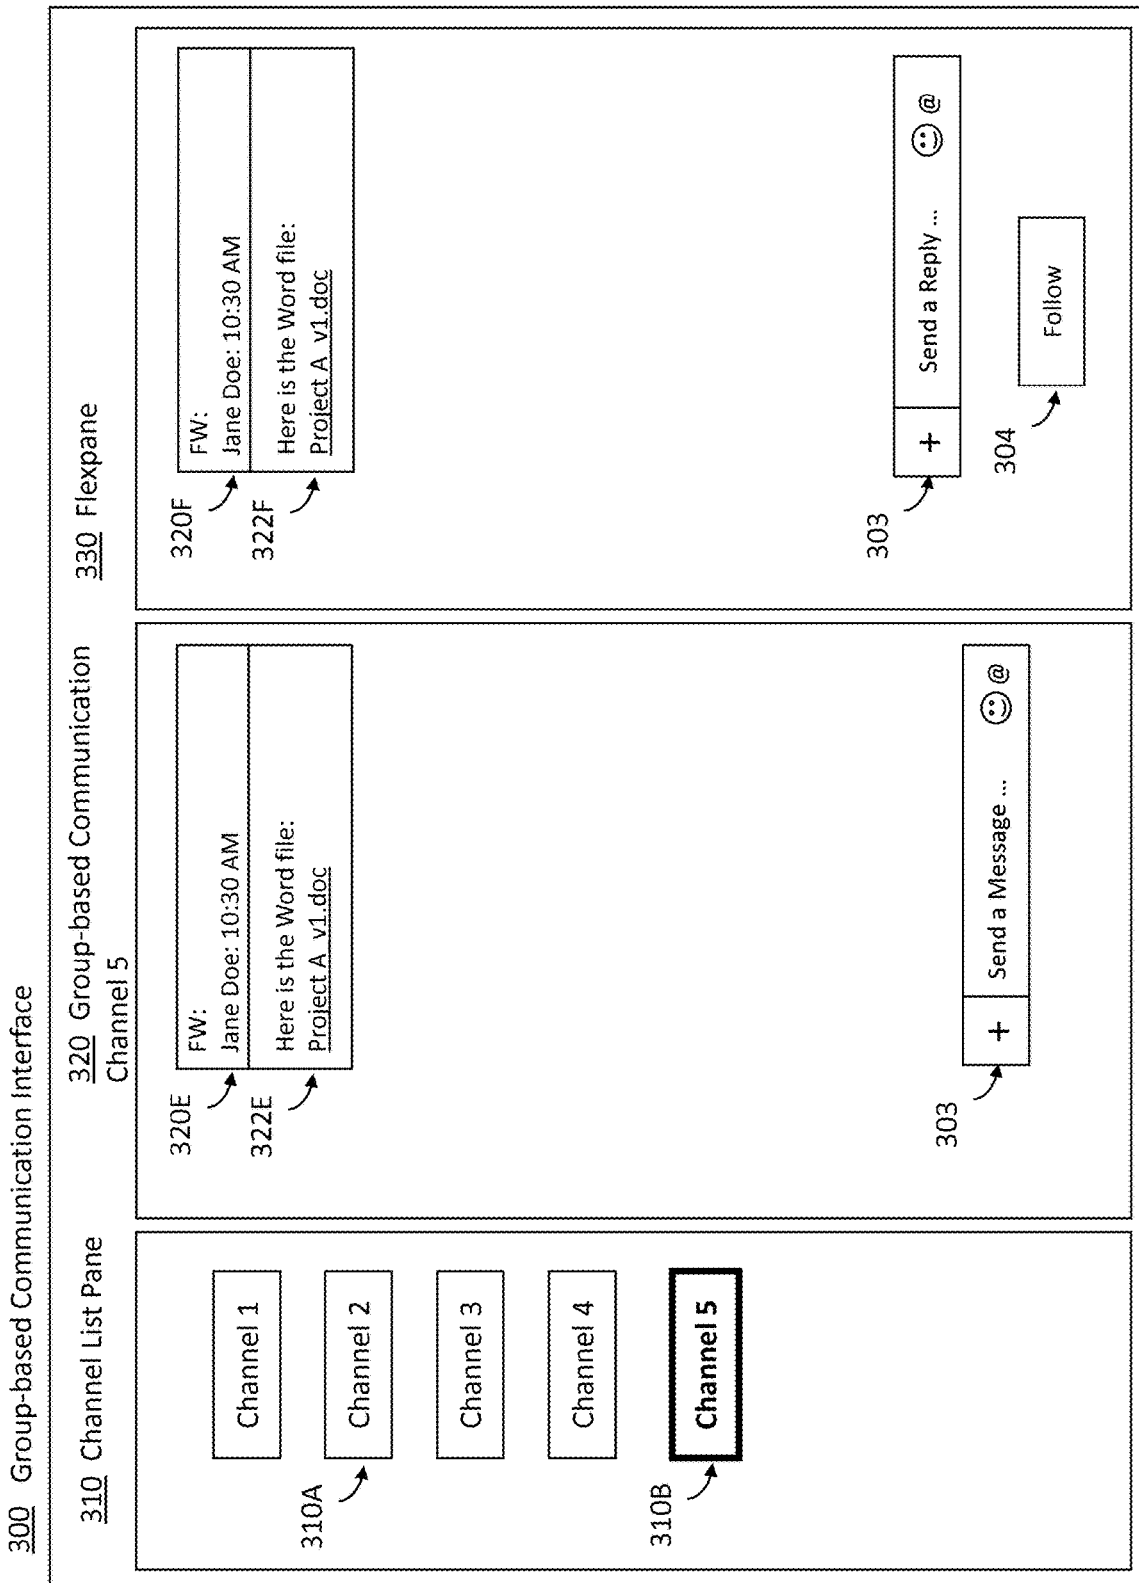 300 Group-based Communication Interface
310 Channel List Pane
Channel 1
Channel 2
310A
Channel 3
Channel 4
Channel 5
310B
320 Group-based Communication
Channel 5
FW:
Jane Doe: 10:30 AM
320E
Here is the Word file:
Project A_v1.doc
322E
+ Send a Message ... @
303
330 Flexpane
FW:
Jane Doe: 10:30 AM
320F
Here is the Word file:
Project A_v1.doc
322F
+ Send a Reply ... @
303
Follow
304